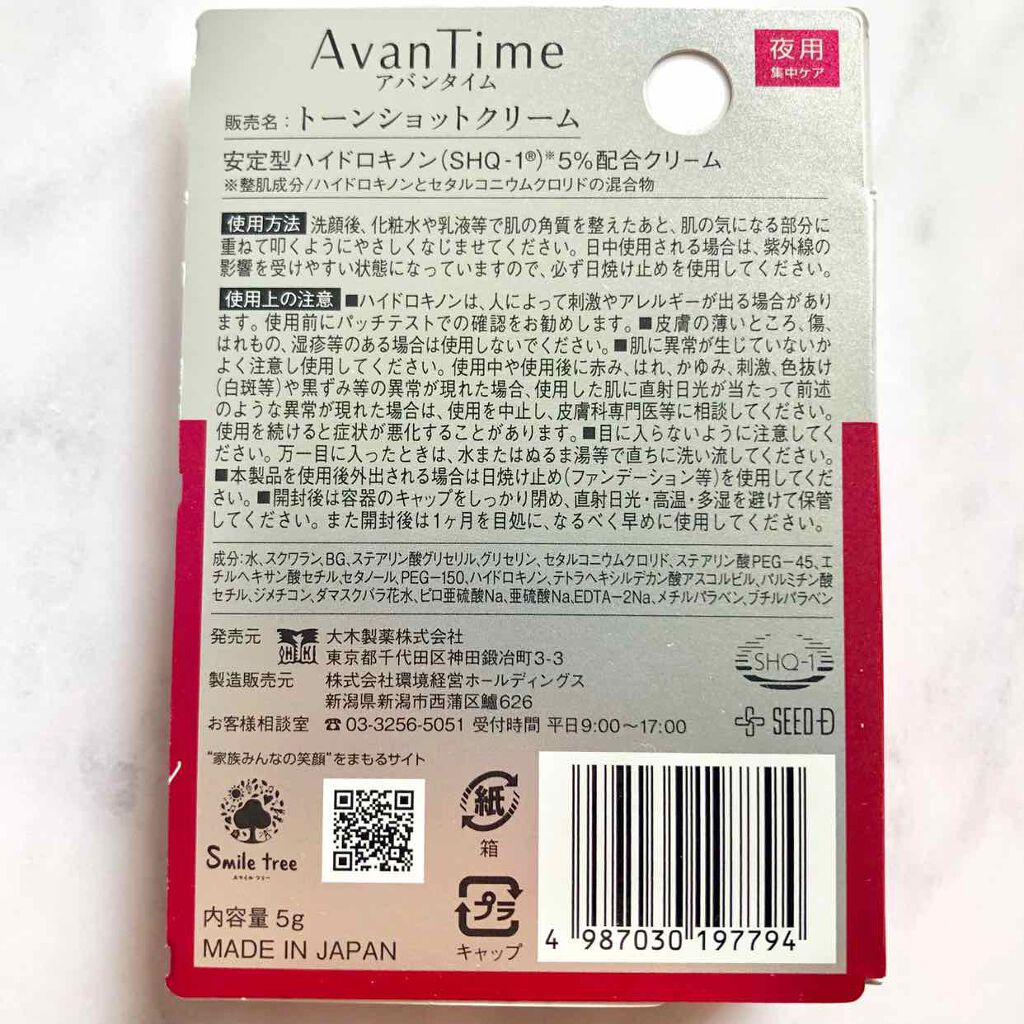 AvanTime
アバンタイム
夜用
集中ケア
販売名：トーンショットクリーム
安定型ハイドロキノン(SHQ-1®)※5%配合クリーム
※整肌成分/ハイドロキノンとセタルコニウムクロリドの混合物
使用方法 洗顔後、化粧水や乳液等で肌の角質を整えたあと、肌の気になる部分に
重ねて叩くようにやさしくなじませてください。日中使用される場合は、紫外線の
影響を受けやすい状態になっていますので、必ず日焼け止めを使用してください。
使用上の注意 ■ハイドロキノンは、人によって刺激やアレルギーが出る場合があり
ます。使用前にパッチテストでの確認をお勧めします。■皮膚の薄いところ、傷、
はれもの、湿疹等のある場合は使用しないでください。■肌に異常が生じていないか
よく注意し使用してください。使用中や使用後に赤み、はれ、かゆみ、刺激、色抜け
(白斑等)や黒ずみ等の異常が現れた場合、使用した肌に直射日光が当たって前述
のような異常が現れた場合は、使用を中止し、皮膚科専門医等に相談してください。
使用を続けると症状が悪化することがあります。■目に入らないように注意してく
ださい。万一目に入ったときは、水またはぬるま湯等で直ちに洗い流してください。
■本製品を使用後外出される場合は日焼け止め(ファンデーション等)を使用してくだ
さい。■開封後は容器のキャップをしっかり閉め、直射日光・高温・多湿を避けて保管
してください。また開封後は1ヶ月を目処に、なるべく早めに使用してください。
成分：水、スクワラン、BG、ステアリン酸グリセリル、グリセリン、セタルコニウムクロリド、ステアリン酸PEG-45、エ
チルヘキサン酸セチル、セタノール、PEG-150、ハイドロキノン、テトラヘキシルデカン酸アスコルビル、パルミチン酸
セチル、ジメチコン、ダマスクバラ花水、ピロ亜硫酸Na、亜硫酸Na、EDTA-2Na、メチルパラベン、ブチルパラベン
発売元 OHKI 大木製薬株式会社
東京都千代田区神田鍛冶町3-3
製造販売元 株式会社環境経営ホールディングス
新潟県新潟市西蒲区鱸626
お客様相談室 ☎03-3256-5051 受付時間 平日9:00～17:00
SHQ-1
SEED-D
"家族みんなの笑顔"をまもるサイト
Smile tree
スマイル ツリー
紙
箱
プラ
キャップ
内容量 5g
MADE IN JAPAN
4 987030 197794